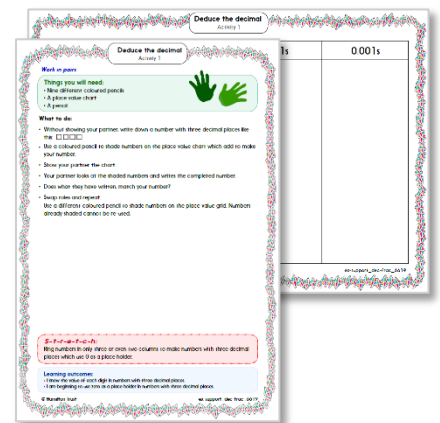 Deduce the decimal
Activity 1
1s
0.001s
Deduce the decimal
Activity 1
Work in pairs
Things you will need:
• Nine different coloured pencils
• A place value chart
• A pencil
What to do:
• Without showing your partner, write down a number with three decimal places like
this: □.□□□
• Use a coloured pencil to shade numbers on the place value chart which add to make
your number.
• Show your partner the chart.
• Your partner looks at the shaded numbers and writes the completed number.
• Does what they have written match your number?
• Swap roles and repeat.
Use a different coloured pencil to shade numbers on the place value grid. Numbers
already shaded cannot be re-used.
S-t-r-e-t-c-h:
Ring numbers in only three or even two columns to make numbers with three decimal
places which use 0 as a place holder.
Learning outcomes:
• I know the value of each digit in numbers with three decimal places.
• I am beginning to use zero as a place holder in numbers with three decimal places.
© Hamilton Trust